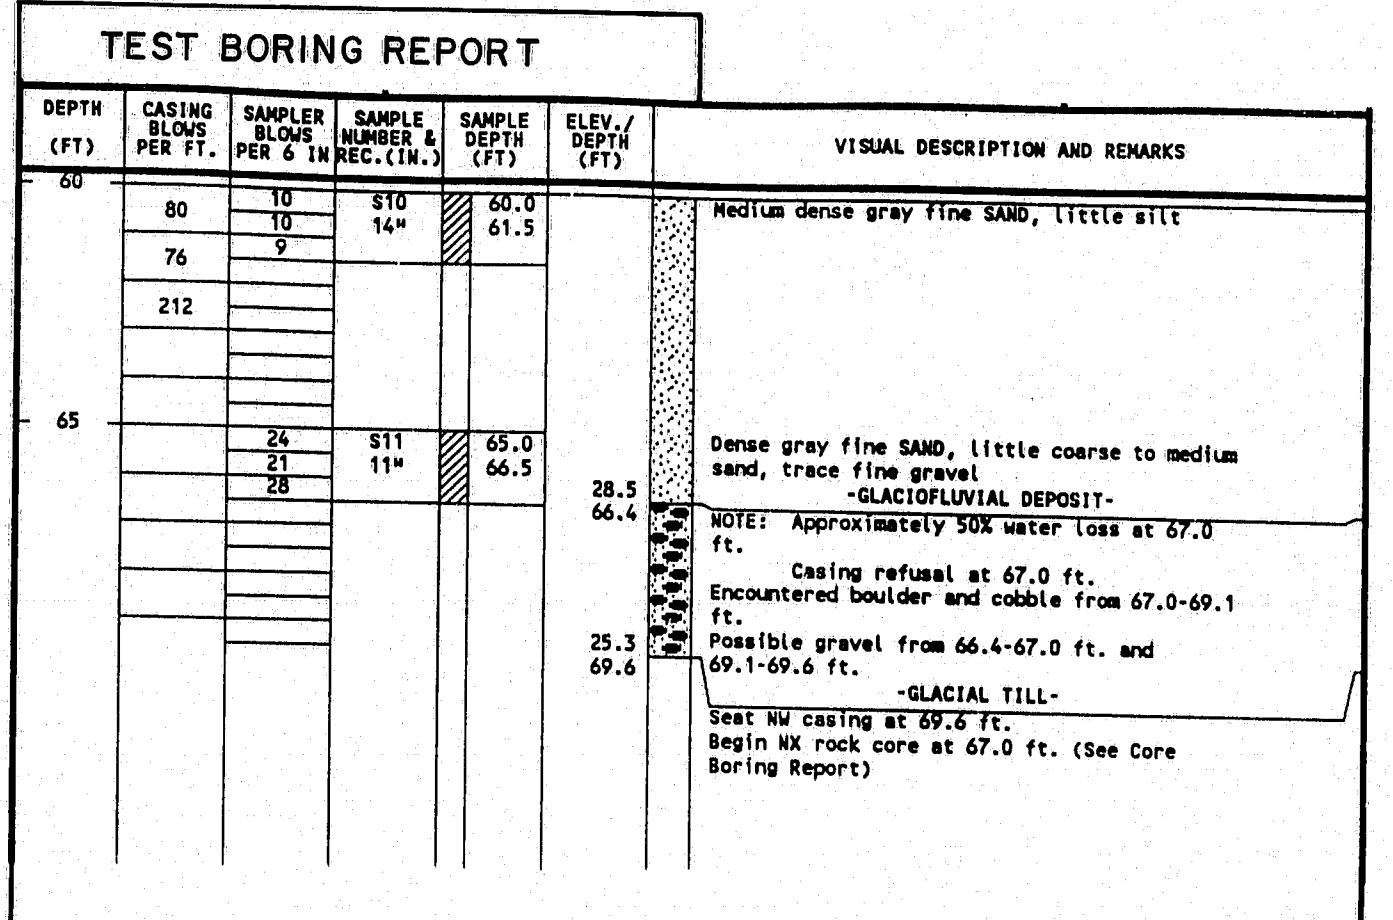 TEST BORING REPORT
DEPTH
(FT)
CASING
BLOWS
PER FT.
SAMPLER
BLOWS
PER 6 IN
SAMPLE
NUMBER &
REC.(IN.)
SAMPLE
DEPTH
(FT)
ELEV./
DEPTH
(FT)
VISUAL DESCRIPTION AND REMARKS
60
80
76
212
10
10
9
S10
14"
60.0
61.5
Medium dense gray fine SAND, little silt
65
24
21
28
S11
11"
65.0
66.5
28.5
66.4
Dense gray fine SAND, little coarse to medium
sand, trace fine gravel
-GLACIOFLUVIAL DEPOSIT-
NOTE: Approximately 50% water loss at 67.0
ft.
Casing refusal at 67.0 ft.
Encountered boulder and cobble from 67.0-69.1
ft.
25.3
69.6
Possible gravel from 66.4-67.0 ft. and
69.1-69.6 ft.
-GLACIAL TILL-
Seat NW casing at 69.6 ft.
Begin NX rock core at 67.0 ft. (See Core
Boring Report)